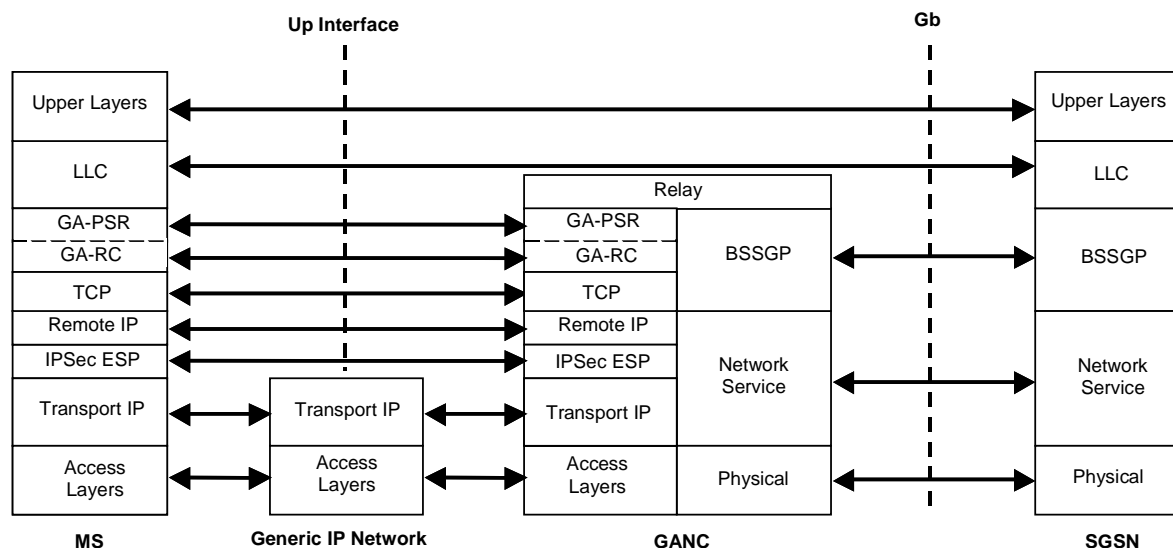 Up Interface
Gb
Upper Layers
Upper Layers
LLC
LLC
Relay
GA-PSR
GA-PSR
GA-RC
GA-RC
BSSGP
BSSGP
TCP
TCP
Remote IP
Remote IP
IPSec ESP
IPSec ESP
Network
Service
Network
Service
Transport IP
Transport IP
Transport IP
Access
Layers
Access
Layers
Access
Layers
Physical
Physical
MS
Generic IP Network
GANC
SGSN